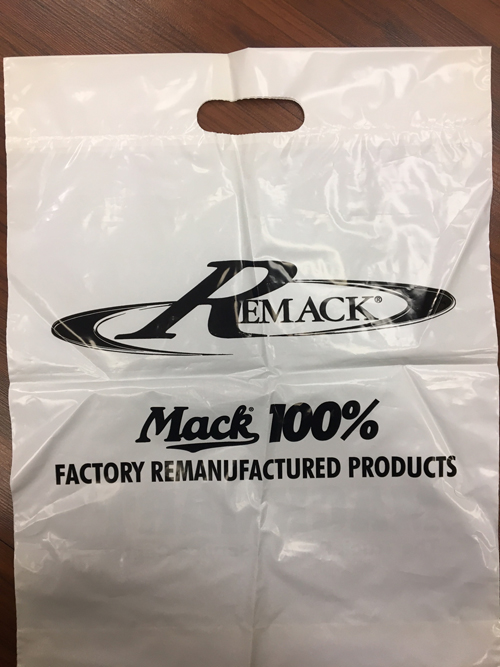 REMACK®
Mack® 100%
FACTORY REMANUFACTURED PRODUCTS